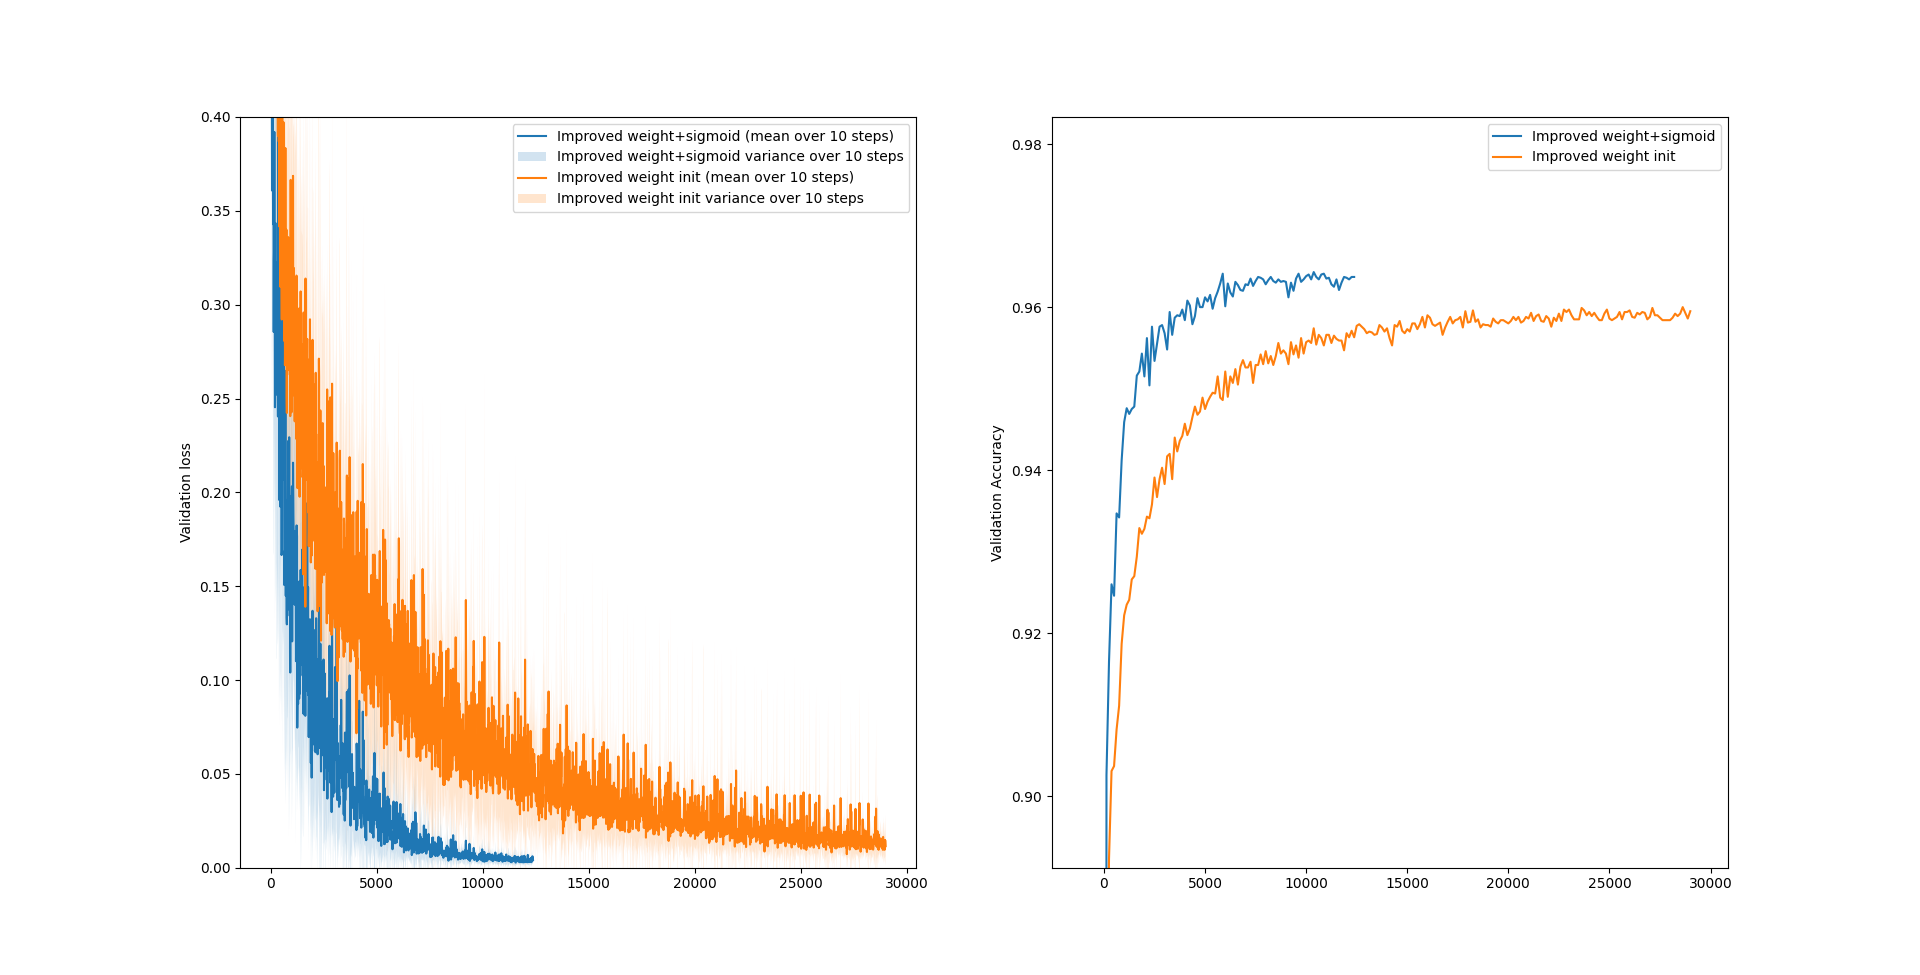 Validation loss
0.40
0.35
0.30
0.25
0.20
0.15
0.10
0.05
0.00
0 5000 10000 15000 20000 25000 30000
Improved weight+sigmoid (mean over 10 steps)
Improved weight+sigmoid variance over 10 steps
Improved weight init (mean over 10 steps)
Improved weight init variance over 10 steps
Validation Accuracy
0.98
0.96
0.94
0.92
0.90
0 5000 10000 15000 20000 25000 30000
Improved weight+sigmoid
Improved weight init